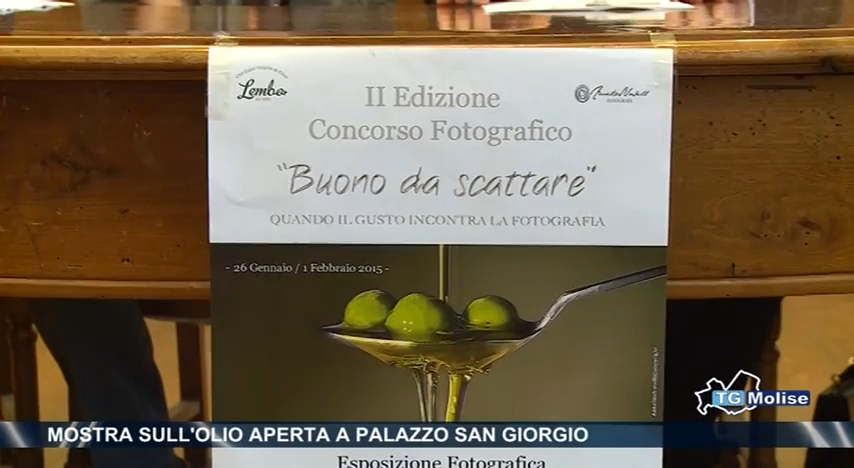 Lembo
II Edizione
Concorso Fotografico
"Buono da scattare"
QUANDO IL GUSTO INCONTRA LA FOTOGRAFIA
- 26 Gennaio / 1 Febbraio 2015 -
TG Molise
MOSTRA SULL'OLIO APERTA A PALAZZO SAN GIORGIO
Esposizione Fotografica